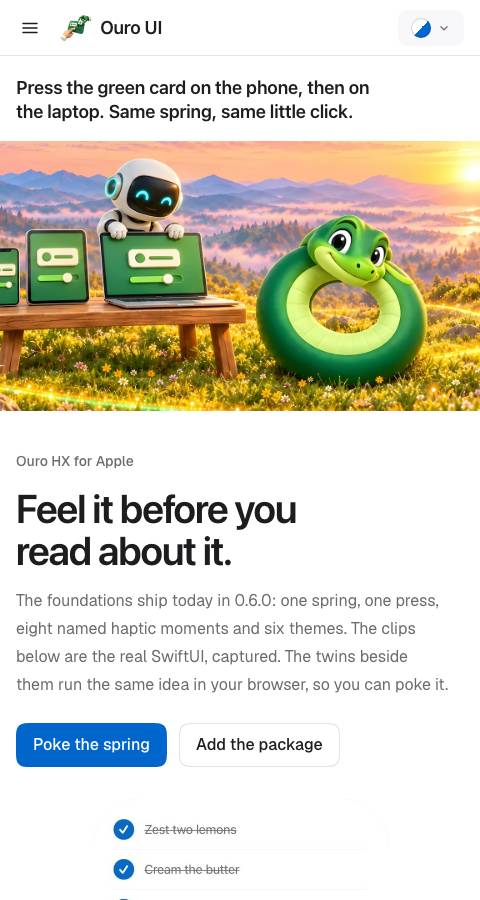 Ouro UI
Press the green card on the phone, then on
the laptop. Same spring, same little click.
Ouro HX for Apple
Feel it before you
read about it.
The foundations ship today in 0.6.0: one spring, one press,
eight named haptic moments and six themes. The clips
below are the real SwiftUI, captured. The twins beside
them run the same idea in your browser, so you can poke it.
Poke the spring
Add the package
Zest two lemons
Cream the butter